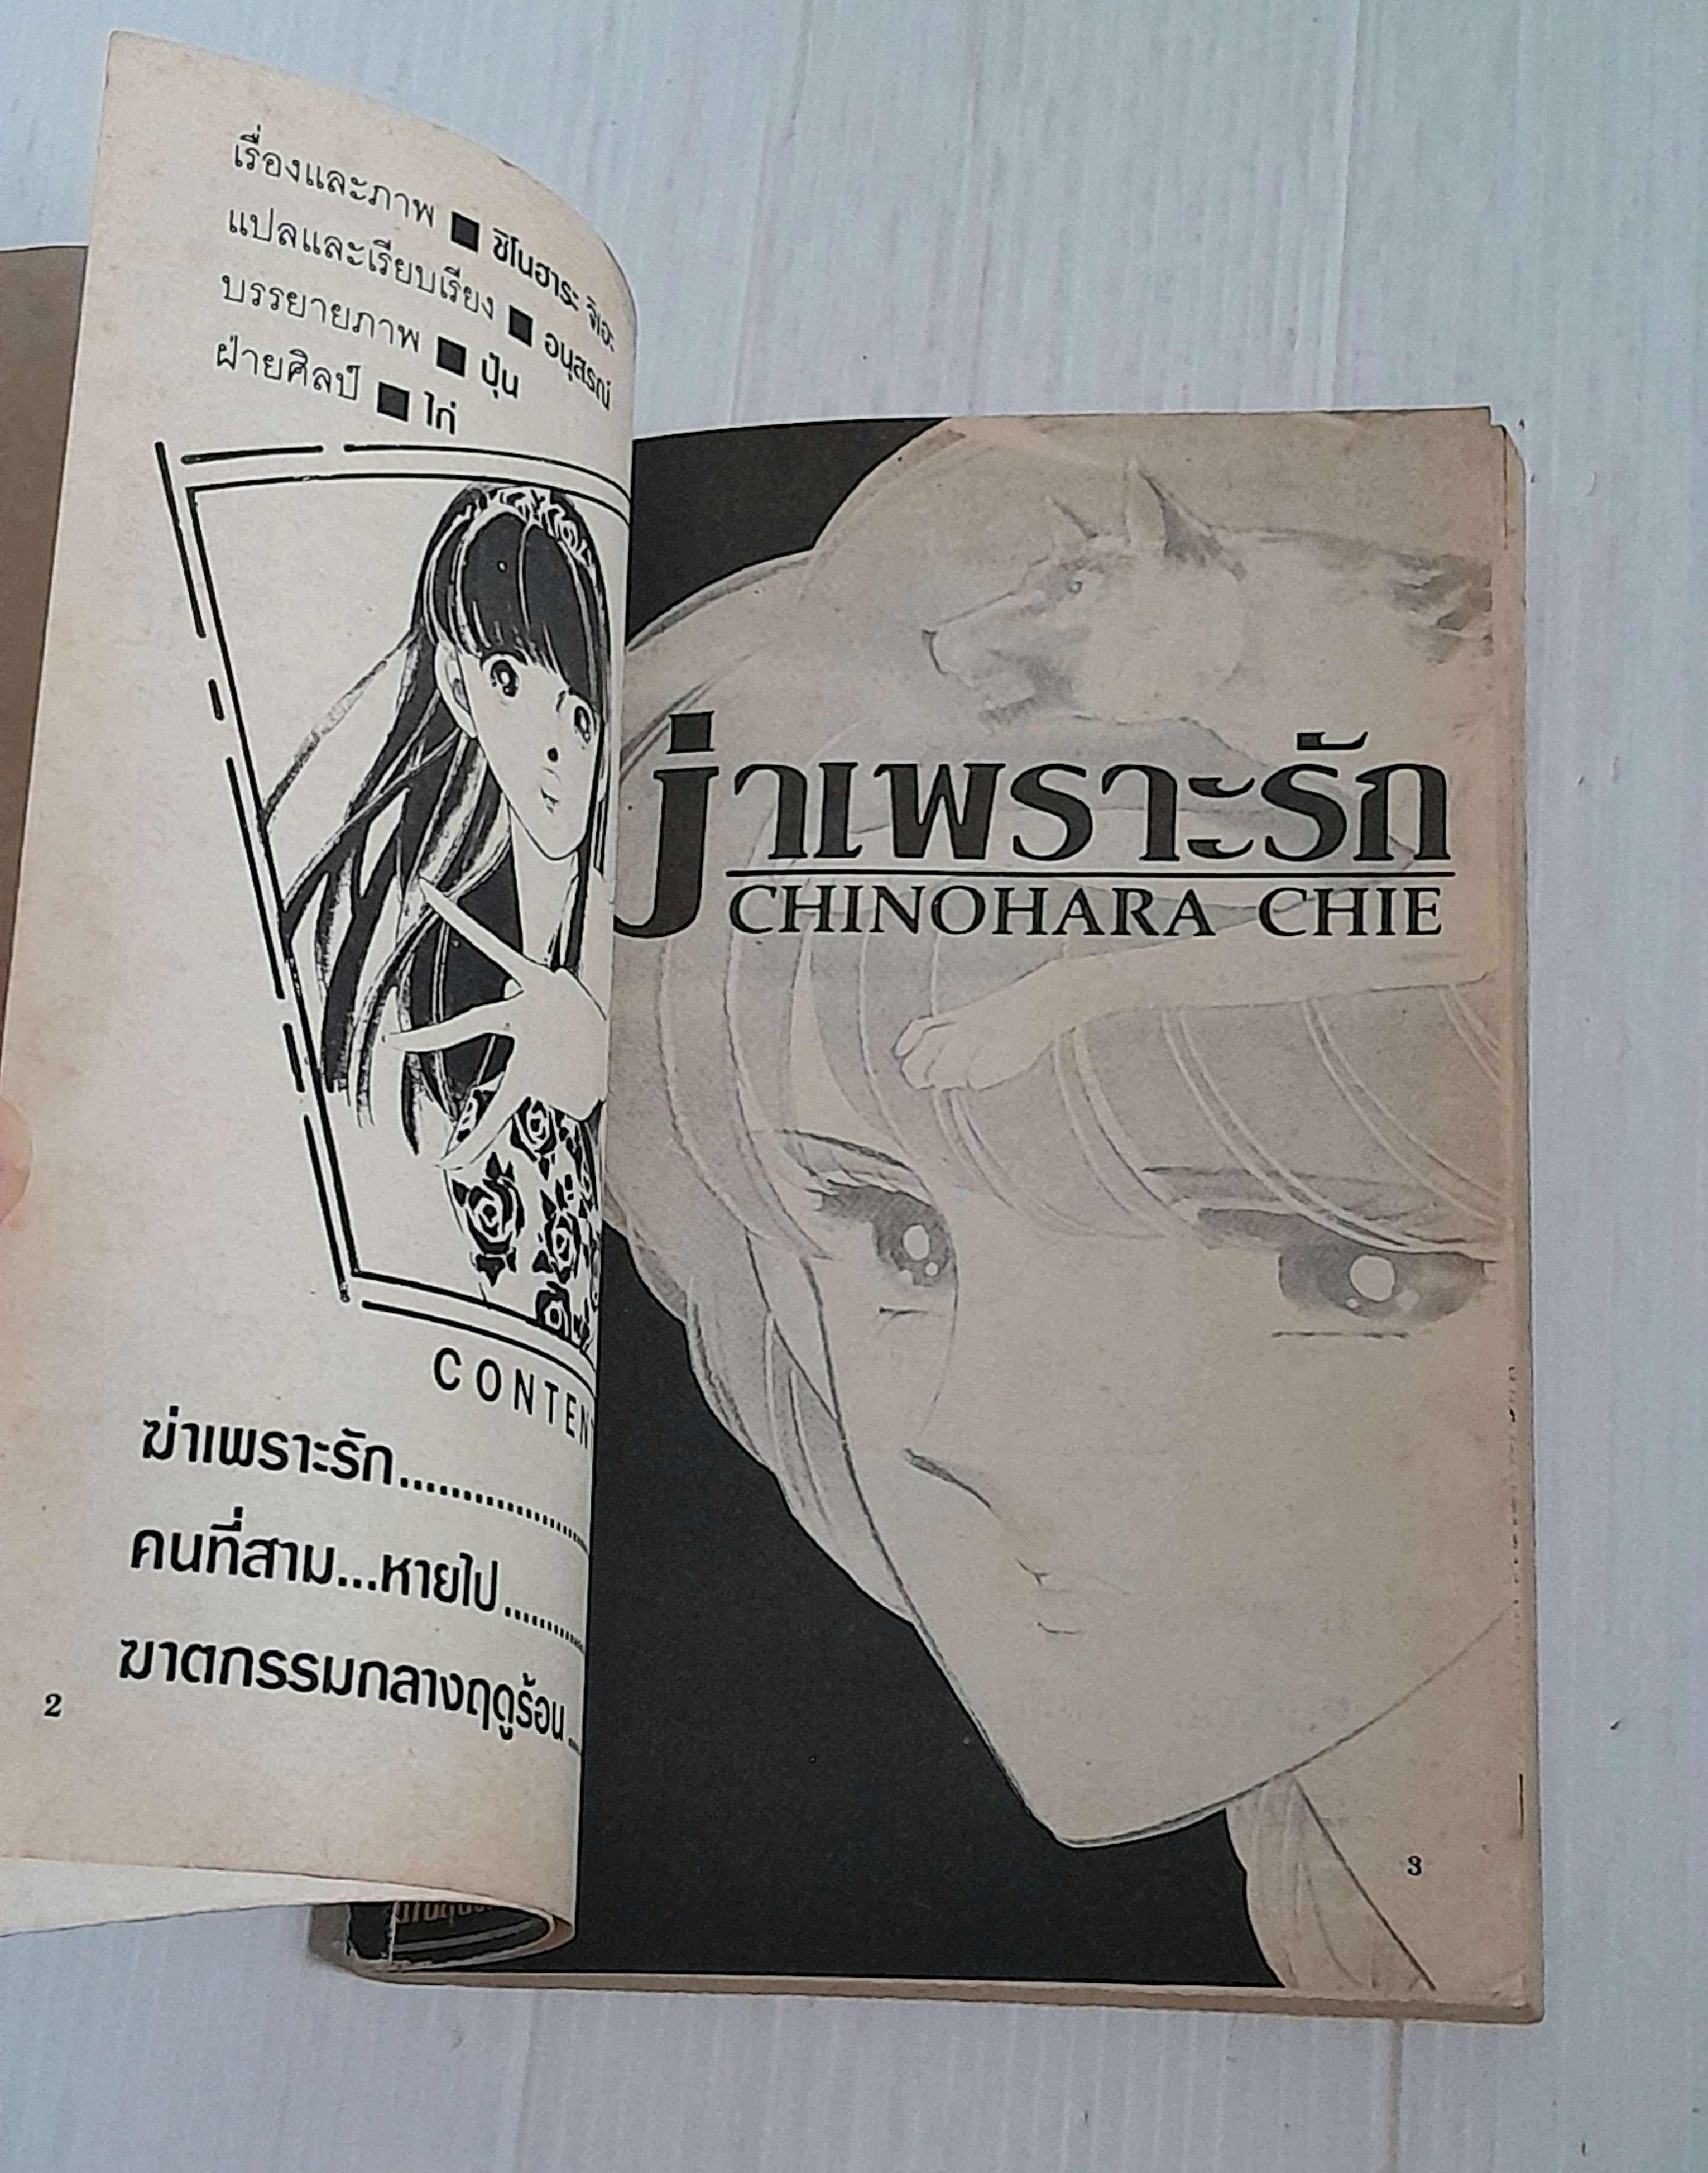 เรื่องและภาพ ■ ชิโนฮาระ จิเอะ
แปลและเรียบเรียง ■ อนุสรณ์
บรรยายภาพ ■ ปุ้น
ฝ่ายศิลป์ ■ ไก่
CONTEN
ฆ่าเพราะรัก
คนที่สาม...หายไป
ฆาตกรรมกลางฤดูร้อน
2
่าเพราะรัก
CHINOHARA CHIE
3